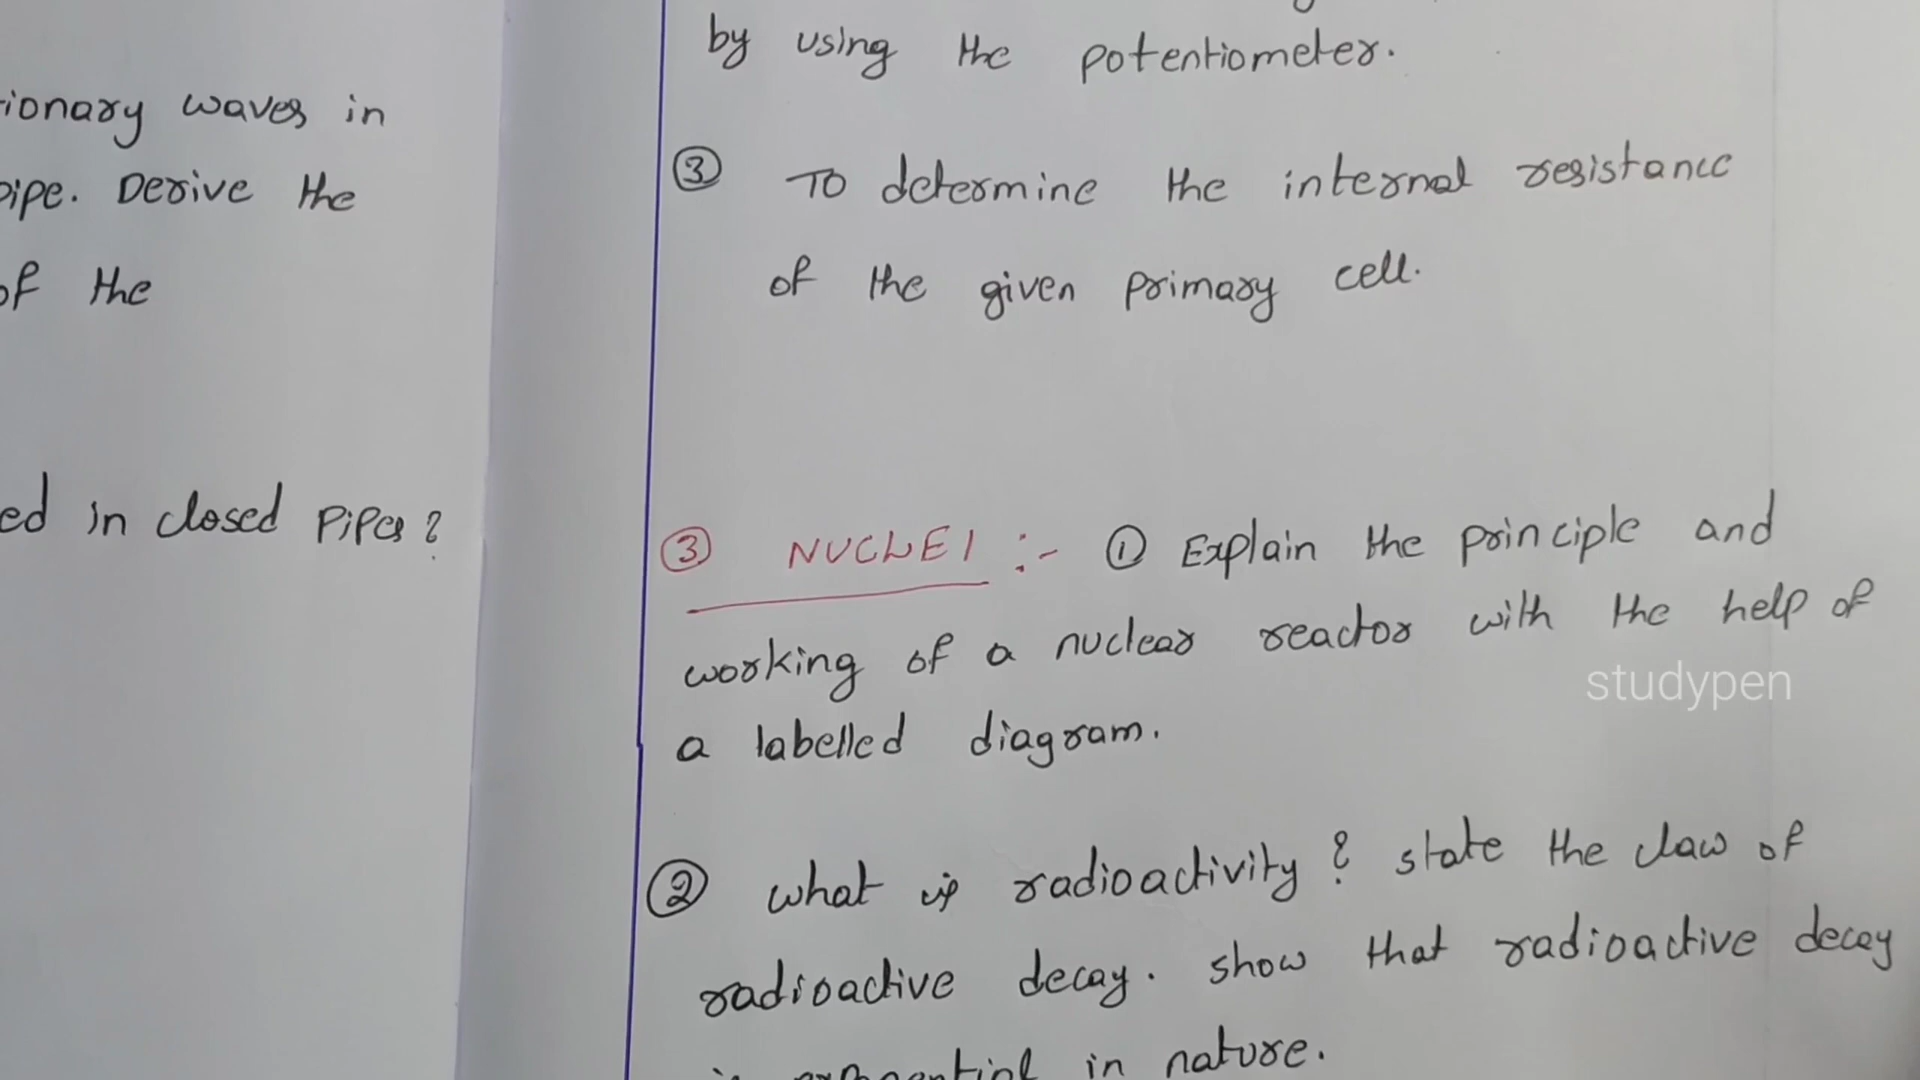 ionary waves in
pipe. Derive the
of the
ed in closed pipes?
by using the potentiometer.
③ To determine the internal resistance
of the given primary cell.
③ NUCLEI :- ① Explain the principle and
working of a nuclear reactor with the help of
a labelled diagram.
studypen
② what is radioactivity? state the law of
radioactive decay. show that radioactive decay
is exponential in nature.